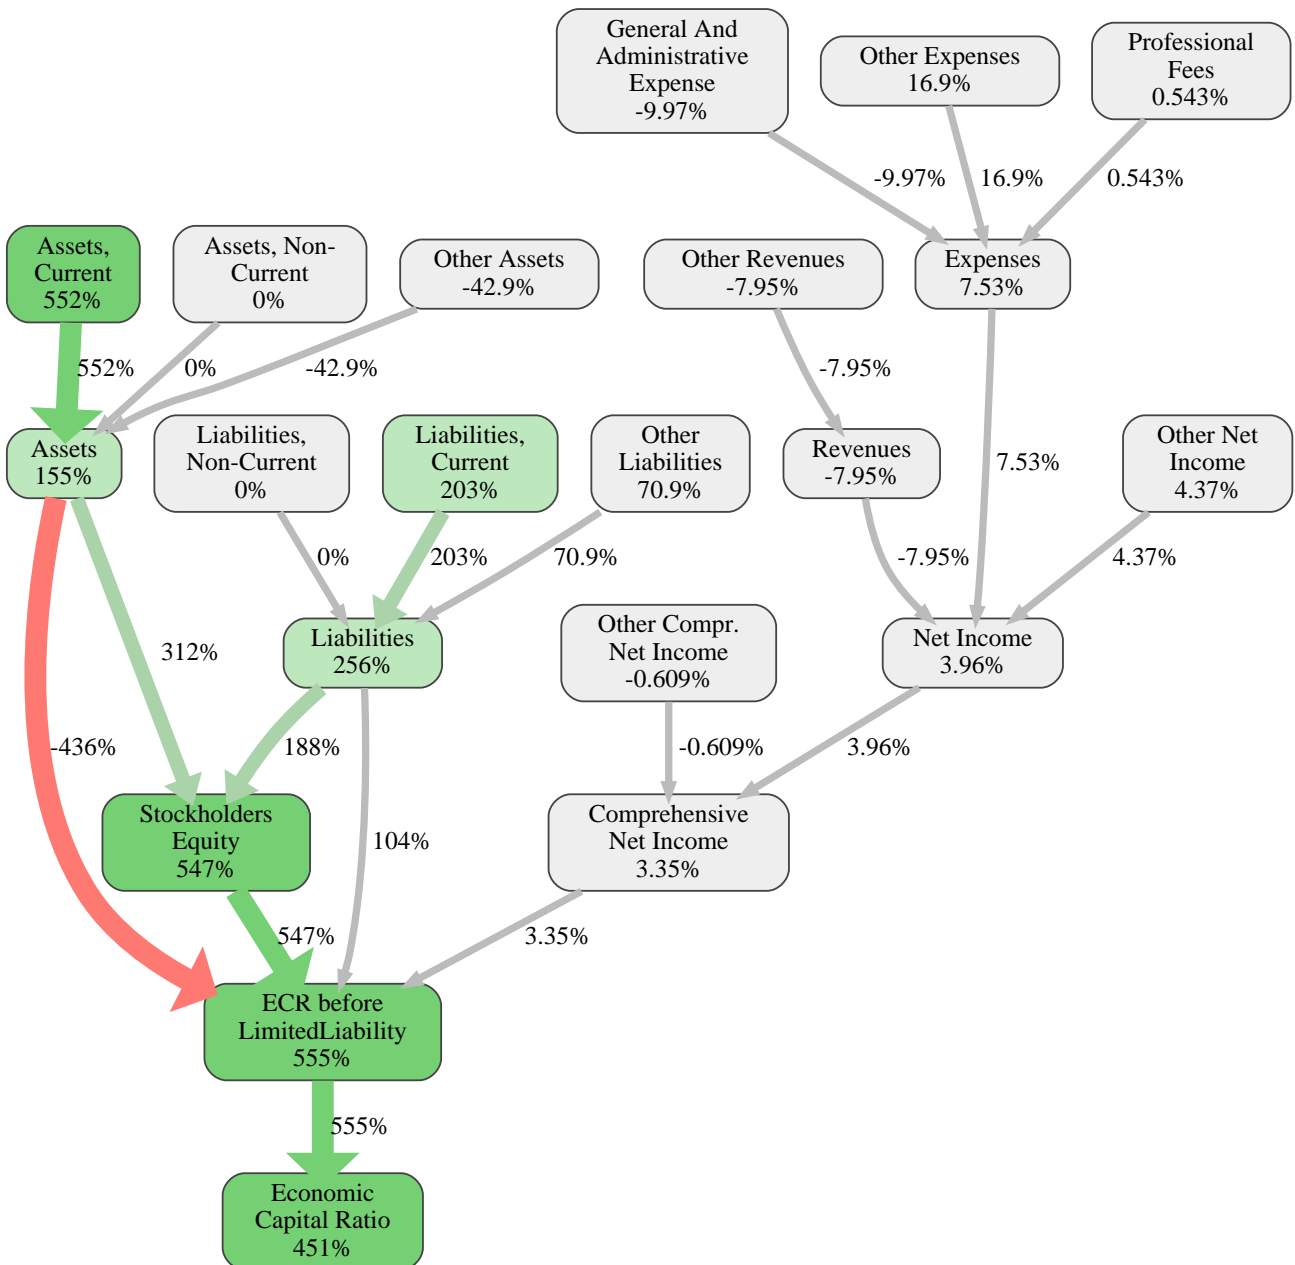 General And
Administrative
Expense
-9.97%
Other Expenses
16.9%
Professional
Fees
0.543%
-9.97%
16.9%
0.543%
Assets,
Current
552%
Assets, Non-
Current
0%
Other Assets
-42.9%
Other Revenues
-7.95%
Expenses
7.53%
552%
0%
-42.9%
-7.95%
Assets
155%
Liabilities,
Non-Current
0%
Liabilities,
Current
203%
Other
Liabilities
70.9%
Revenues
-7.95%
7.53%
Other Net
Income
4.37%
0%
203%
70.9%
-7.95%
4.37%
312%
Liabilities
256%
Other Compr.
Net Income
-0.609%
Net Income
3.96%
-436%
188%
-0.609%
3.96%
Stockholders
Equity
547%
104%
Comprehensive
Net Income
3.35%
547%
3.35%
ECR before
LimitedLiability
555%
555%
Economic
Capital Ratio
451%